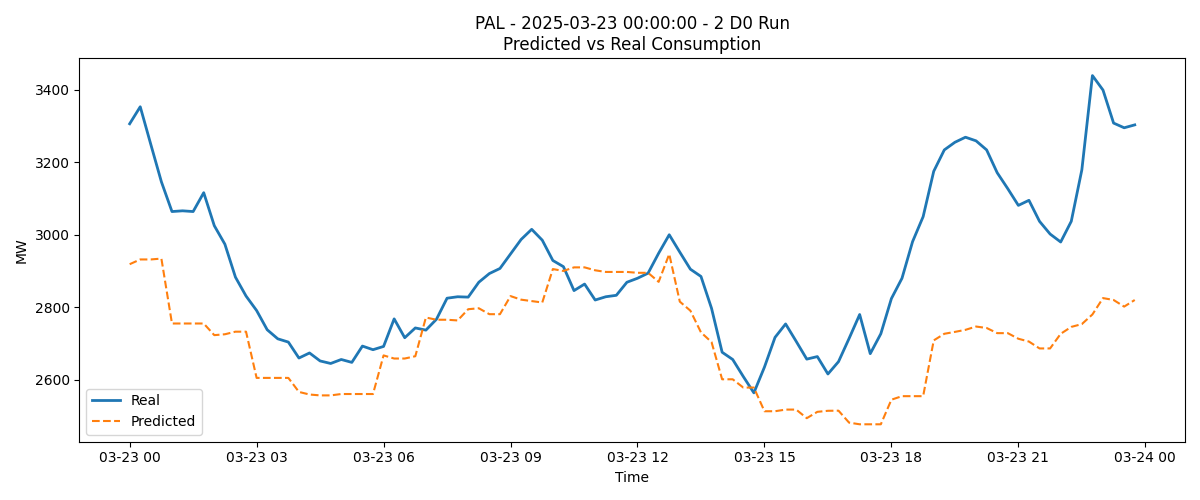 PAL - 2025-03-23 00:00:00 - 2 D0 Run
Predicted vs Real Consumption
MW
3400
3200
3000
2800
2600
Real
Predicted
03-23 00
03-23 03
03-23 06
03-23 09
03-23 12
03-23 15
03-23 18
03-23 21
03-24 00
Time